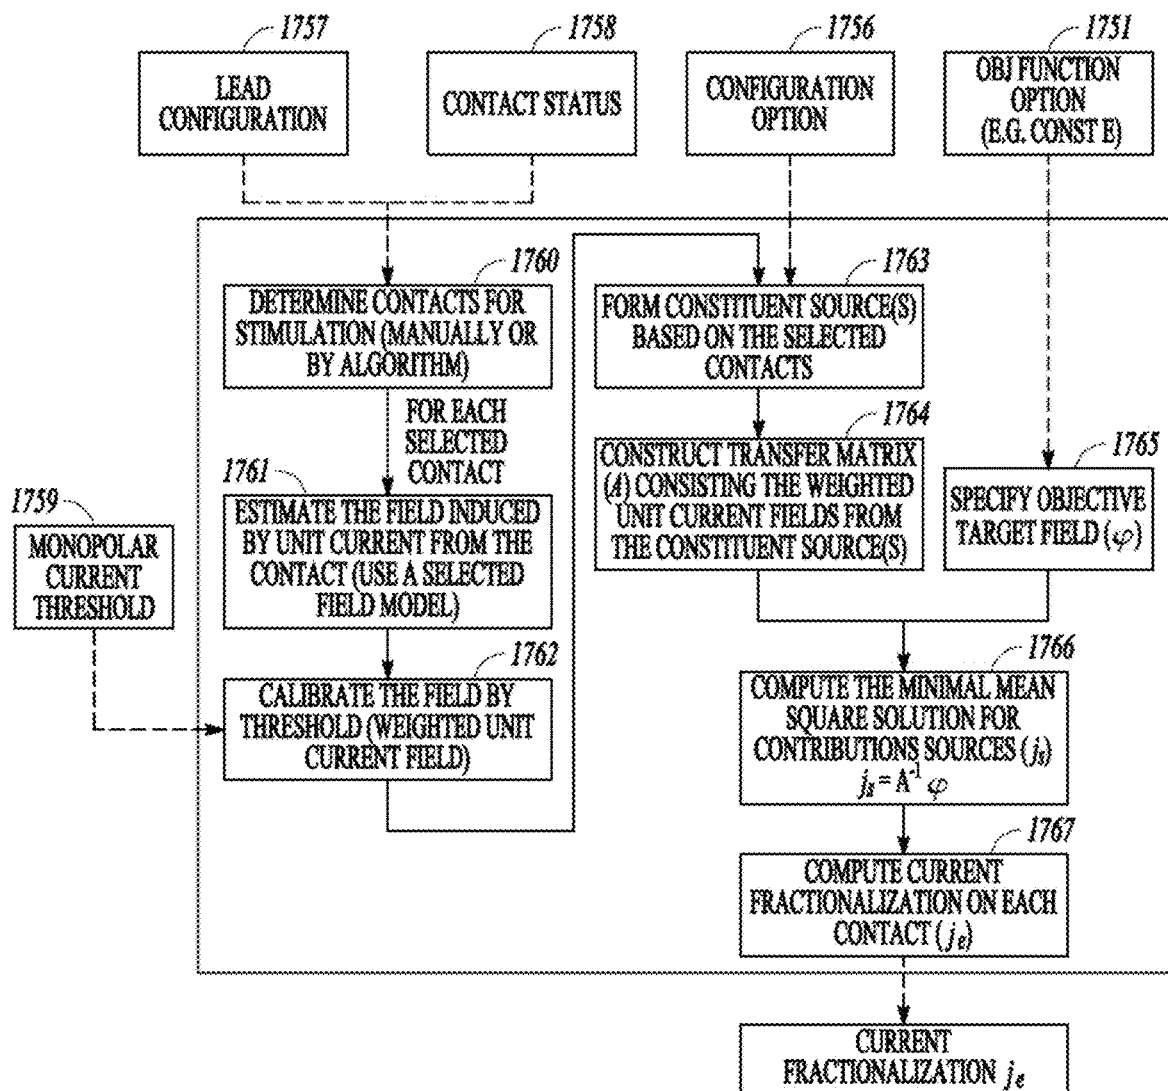 1757
LEAD
CONFIGURATION
1758
CONTACT STATUS
1756
CONFIGURATION
OPTION
1751
OBJ FUNCTION
OPTION
(E.G. CONST E)
1760
DETERMINE CONTACTS FOR
STIMULATION (MANUALLY OR
BY ALGORITHM)
FOR EACH
SELECTED
CONTACT
1761
ESTIMATE THE FIELD INDUCED
BY UNIT CURRENT FROM THE
CONTACT (USE A SELECTED
FIELD MODEL)
1759
MONOPOLAR
CURRENT
THRESHOLD
1762
CALIBRATE THE FIELD BY
THRESHOLD (WEIGHTED UNIT
CURRENT FIELD)
1763
FORM CONSTITUENT SOURCE(S)
BASED ON THE SELECTED
CONTACTS
1764
CONSTRUCT TRANSFER MATRIX
(A) CONSISTING THE WEIGHTED
UNIT CURRENT FIELDS FROM
THE CONSTITUENT SOURCE(S)
1765
SPECIFY OBJECTIVE
TARGET FIELD (φ)
1766
COMPUTE THE MINIMAL MEAN
SQUARE SOLUTION FOR
CONTRIBUTIONS SOURCES (js)
js = A⁻¹ φ
1767
COMPUTE CURRENT
FRACTIONALIZATION ON EACH
CONTACT (je)
CURRENT
FRACTIONALIZATION je